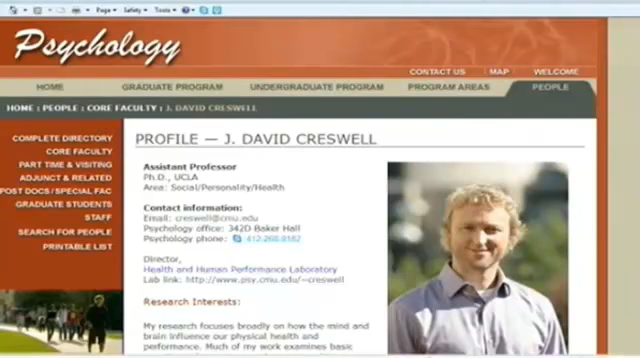 Page Safety Tools
Psychology
CONTACT US MAP WELCOME
HOME GRADUATE PROGRAM UNDERGRADUATE PROGRAM PROGRAM AREAS PEOPLE
HOME : PEOPLE : CORE FACULTY : J. DAVID CRESWELL
COMPLETE DIRECTORY
CORE FACULTY
PART TIME & VISITING
ADJUNCT & RELATED
POST DOCS/SPECIAL FAC
GRADUATE STUDENTS
STAFF
SEARCH FOR PEOPLE
PRINTABLE LIST
PROFILE — J. DAVID CRESWELL
Assistant Professor
Ph.D., UCLA
Area: Social/Personality/Health
Contact information:
Email: creswell@cmu.edu
Psychology office: 342D Baker Hall
Psychology phone: 412.268.9182
Director,
Health and Human Performance Laboratory
Lab link: http://www.psy.cmu.edu/~creswell
Research Interests:
My research focuses broadly on how the mind and
brain influence our physical health and
performance. Much of my work examines basic